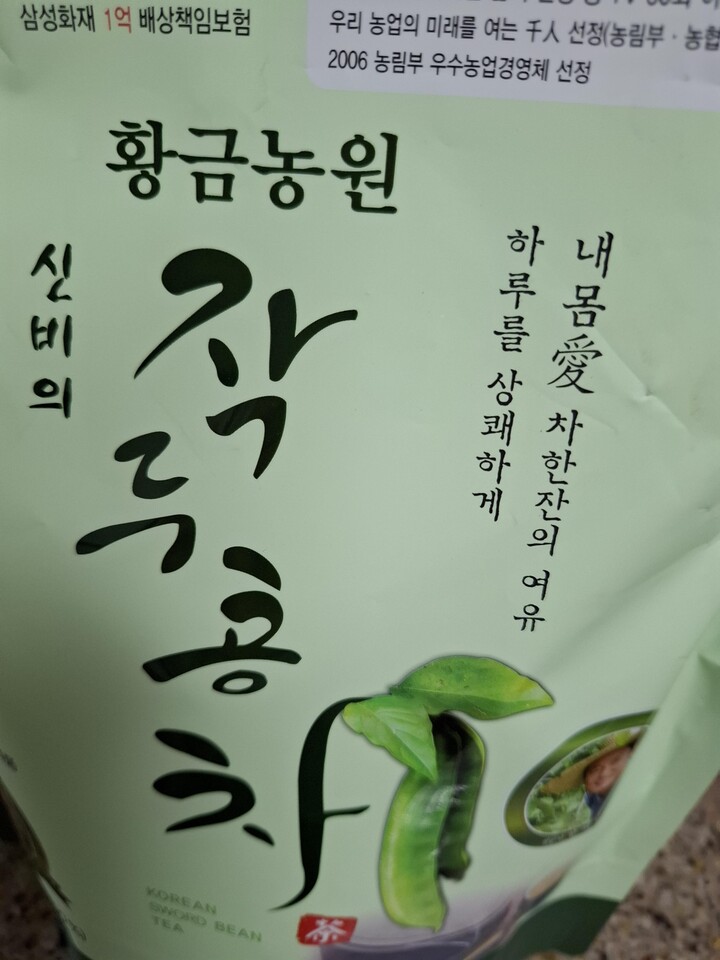 삼성화재 1억 배상책임보험
우리 농업의 미래를 여는 千人 선정(농림부 · 농협
2006 농림부 우수농업경영체 선정
황금농원
신비의
작두콩차
내 몸 愛 차한잔의 여유
하루를 상쾌하게
KOREAN
SWORD BEAN
TEA
茶